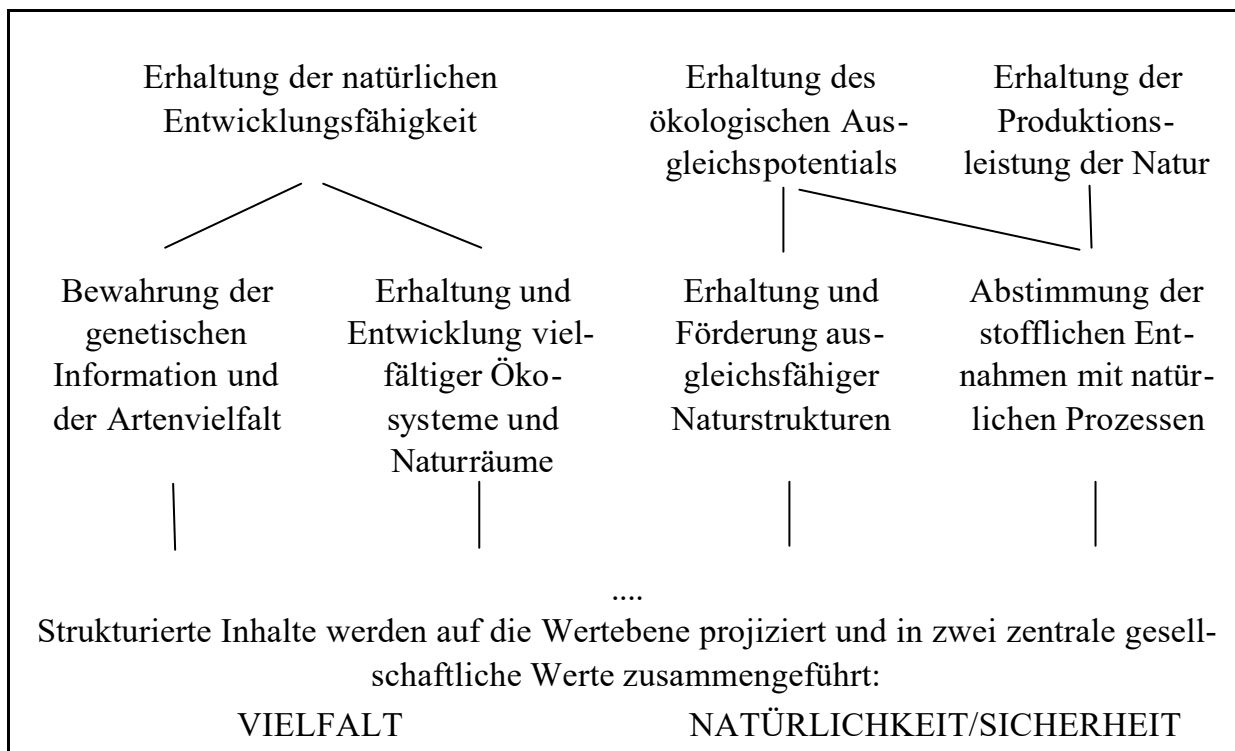 Erhaltung der natürlichen
Entwicklungsfähigkeit
Erhaltung des
ökologischen Aus-
gleichspotentials
Erhaltung der
Produktions-
leistung der Natur
Bewahrung der
genetischen
Information und
der Artenvielfalt
Erhaltung und
Entwicklung viel-
fältiger Öko-
systeme und
Naturräume
Erhaltung und
Förderung aus-
gleichsfähiger
Naturstrukturen
Abstimmung der
stofflichen Ent-
nahmen mit natür-
lichen Prozessen
....
Strukturierte Inhalte werden auf die Wertebene projiziert und in zwei zentrale gesell-
schaftliche Werte zusammengeführt:
VIELFALT
NATÜRLICHKEIT/SICHERHEIT